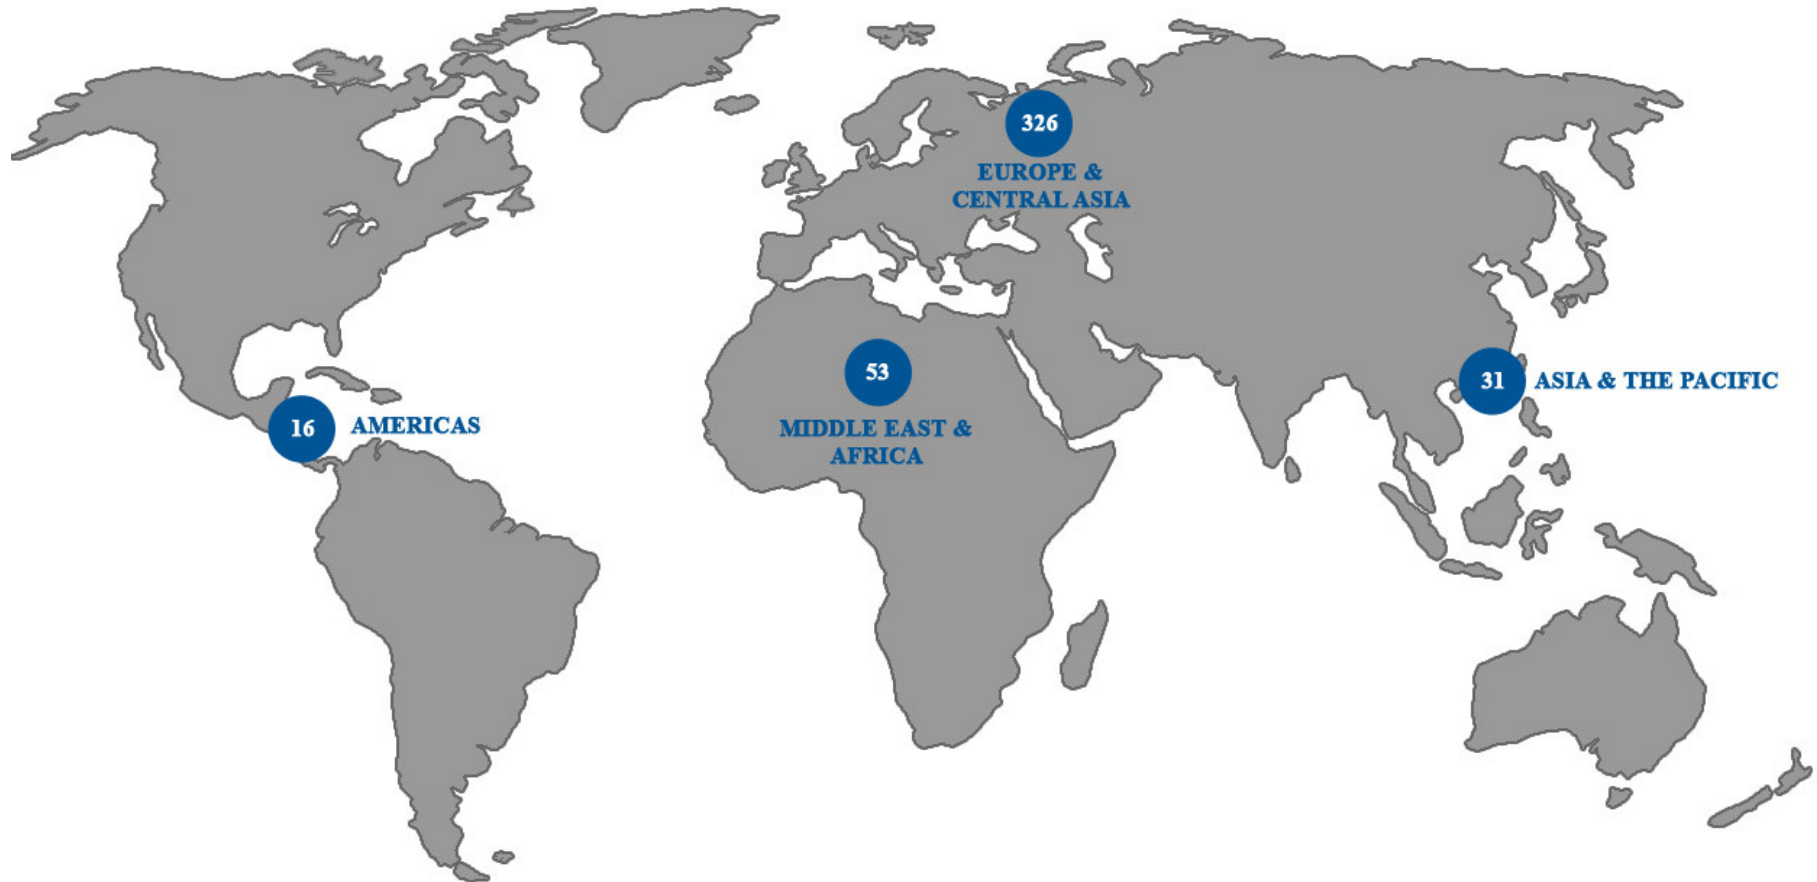 326
EUROPE &
CENTRAL ASIA
53
MIDDLE EAST &
AFRICA
31
ASIA & THE PACIFIC
16
AMERICAS